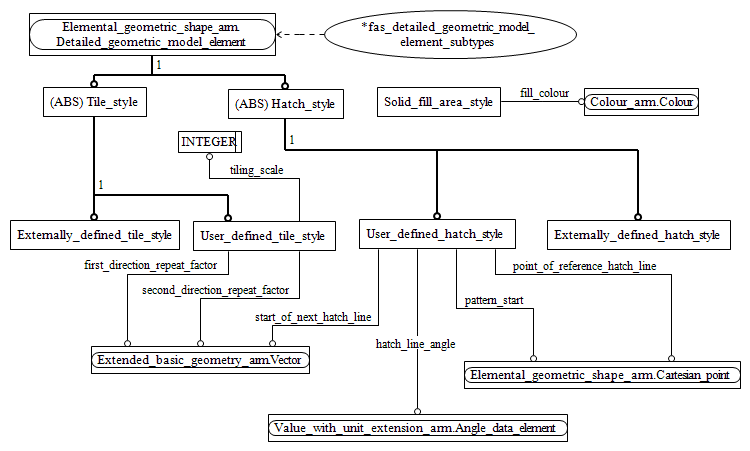 Elemental_geometric_shape_arm.
Detailed_geometric_model_element
*fas_detailed_geometric_model_
element_subtypes
1
(ABS) Tile_style
(ABS) Hatch_style
Solid_fill_area_style
fill_colour
Colour_arm.Colour
INTEGER
1
tiling_scale
1
Externally_defined_tile_style
User_defined_tile_style
User_defined_hatch_style
Externally_defined_hatch_style
first_direction_repeat_factor
point_of_reference_hatch_line
second_direction_repeat_factor
pattern_start
start_of_next_hatch_line
hatch_line_angle
Extended_basic_geometry_arm.Vector
Elemental_geometric_shape_arm.Cartesian_point
Value_with_unit_extension_arm.Angle_data_element